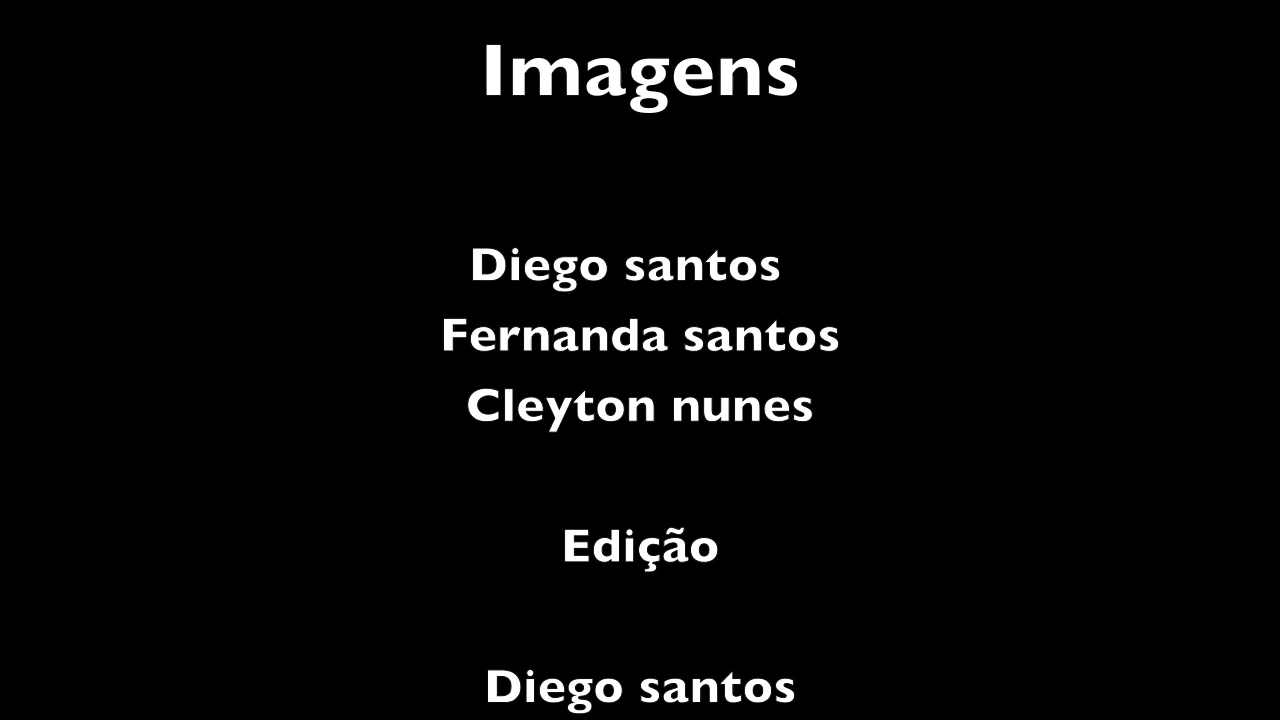 Imagens
Diego santos
Fernanda santos
Cleyton nunes
Edição
Diego santos